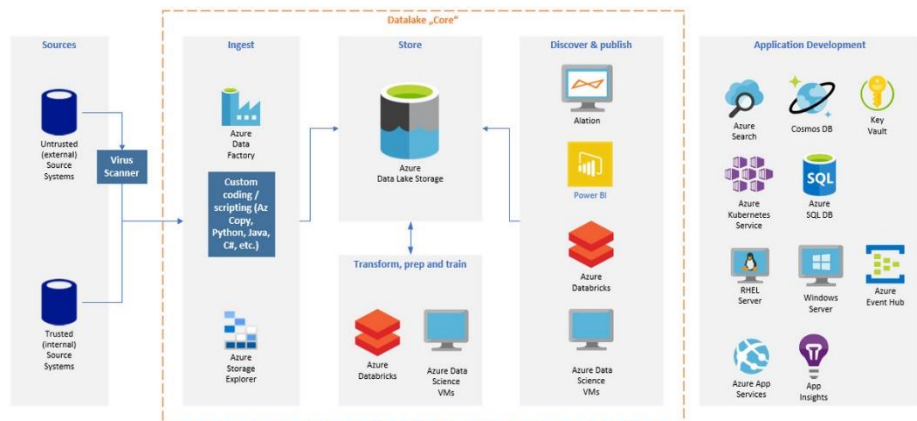 Datalake „Core“
Sources
Untrusted
(external)
Source
Systems
Virus
Scanner
Trusted
(internal)
Source
Systems
Ingest
Azure
Data
Factory
Custom
coding /
scripting (Az
Copy,
Python, Java,
C#, etc.)
Azure
Storage
Explorer
Store
Azure
Data Lake Storage
Transform, prep and train
Azure
Databricks
Azure Data
Science
VMs
Discover & publish
Alation
Power BI
Azure
Databricks
Azure Data
Science
VMs
Application Development
Azure
Search
Cosmos DB
Key
Vault
Azure
Kubernetes
Service
SQL
Azure
SQL DB
RHEL
Server
Windows
Server
Azure
Event Hub
Azure App
Services
App
Insights